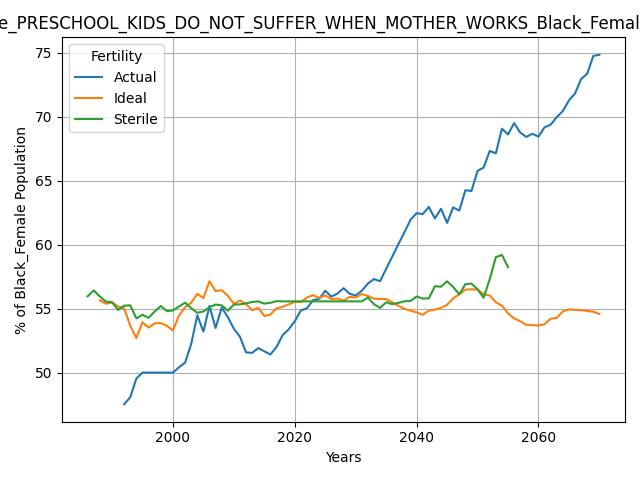 e_PRESCHOOL_KIDS_DO_NOT_SUFFER_WHEN_MOTHER_WORKS_Black_Femal
Fertility
Actual
Ideal
Sterile
% of Black_Female Population
75
70
65
60
55
50
2000
2020
2040
2060
Years